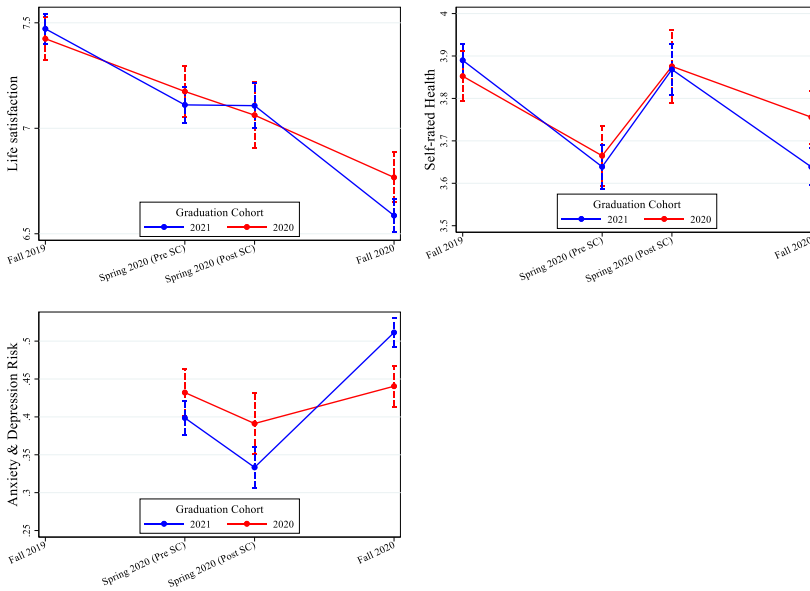 Life satisfaction
7.5
7
6.5
Graduation Cohort
2021 2020
Fall 2019
Spring 2020 (Pre SC)
Spring 2020 (Post SC)
Fall 2020
Self-rated Health
4
3.9
3.8
3.7
3.6
3.5
Graduation Cohort
2021 2020
Fall 2019
Spring 2020 (Pre SC)
Spring 2020 (Post SC)
Fall 2020
Anxiety & Depression Risk
.5
.45
.4
.35
.3
.25
Graduation Cohort
2021 2020
Fall 2019
Spring 2020 (Pre SC)
Spring 2020 (Post SC)
Fall 2020